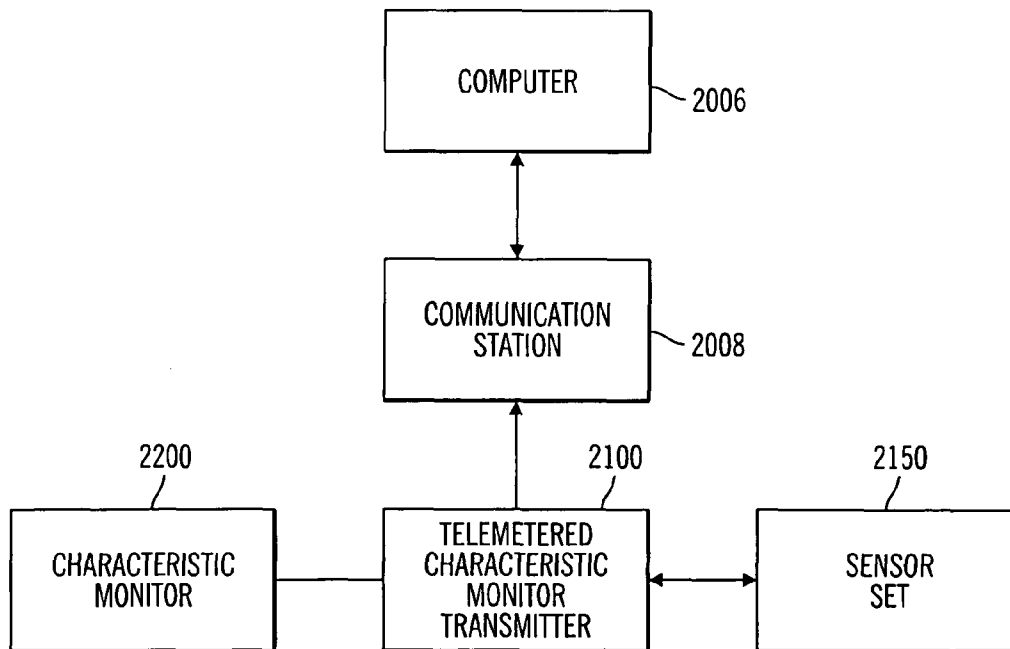 COMPUTER
2006
COMMUNICATION
STATION
2008
2200
2100
2150
CHARACTERISTIC
MONITOR
TELEMETERED
CHARACTERISTIC
MONITOR
TRANSMITTER
SENSOR
SET